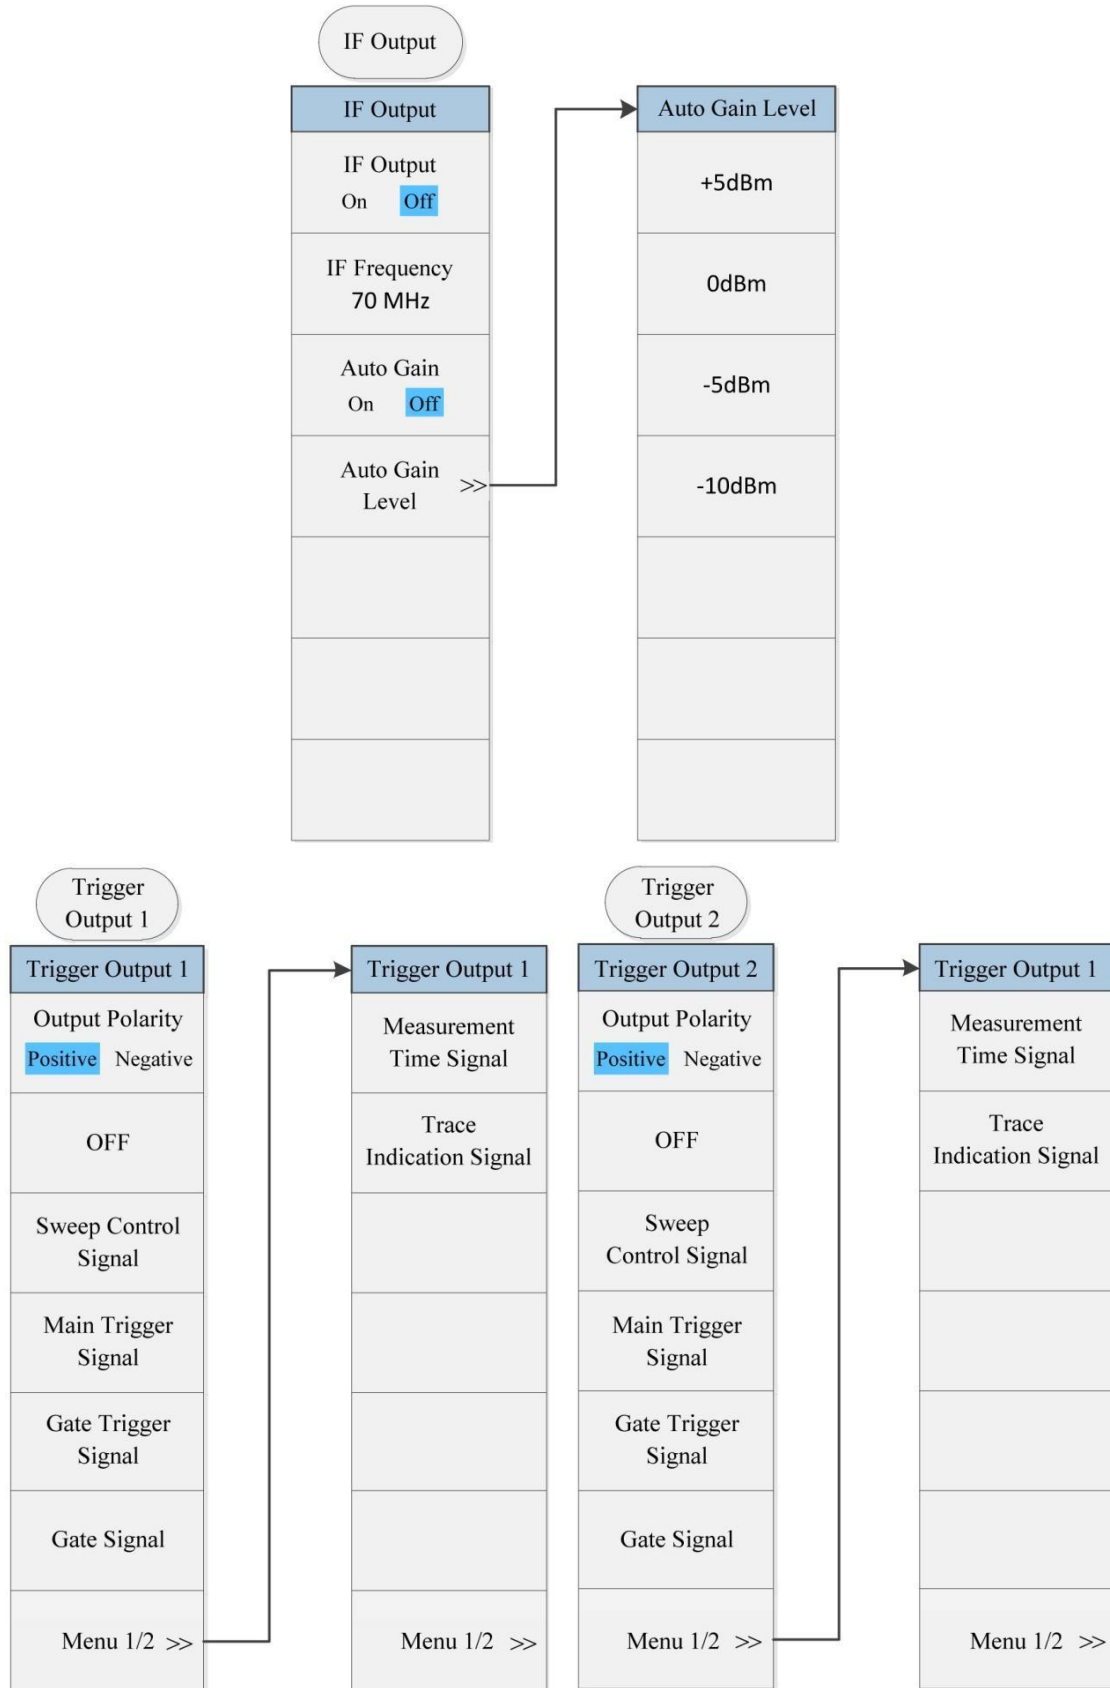 IF Output
IF Output
IF Output
On Off
IF Frequency
70 MHz
Auto Gain
On Off
Auto Gain
Level >>
Auto Gain Level
+5dBm
0dBm
-5dBm
-10dBm
Trigger
Output 1
Trigger Output 1
Output Polarity
Positive Negative
OFF
Sweep Control
Signal
Main Trigger
Signal
Gate Trigger
Signal
Gate Signal
Menu 1/2 >>
Trigger Output 1
Measurement
Time Signal
Trace
Indication Signal
Menu 1/2 >>
Trigger
Output 2
Trigger Output 2
Output Polarity
Positive Negative
OFF
Sweep
Control Signal
Main Trigger
Signal
Gate Trigger
Signal
Gate Signal
Menu 1/2 >>
Trigger Output 1
Measurement
Time Signal
Trace
Indication Signal
Menu 1/2 >>